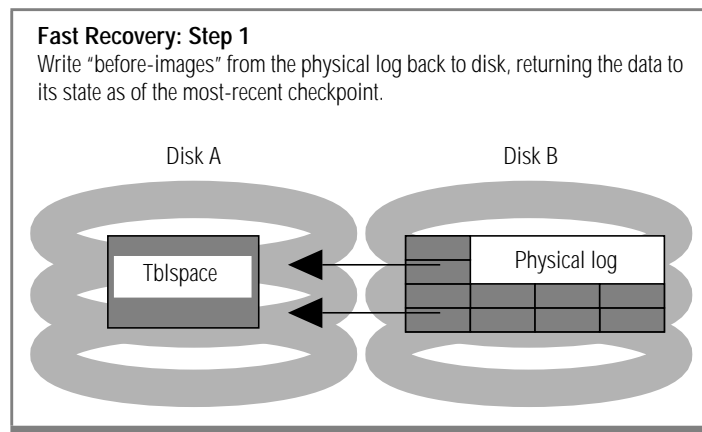 Fast Recovery: Step 1
Write “before-images” from the physical log back to disk, returning the data to
its state as of the most-recent checkpoint.
Disk A
Disk B
Physical log
Tblspace